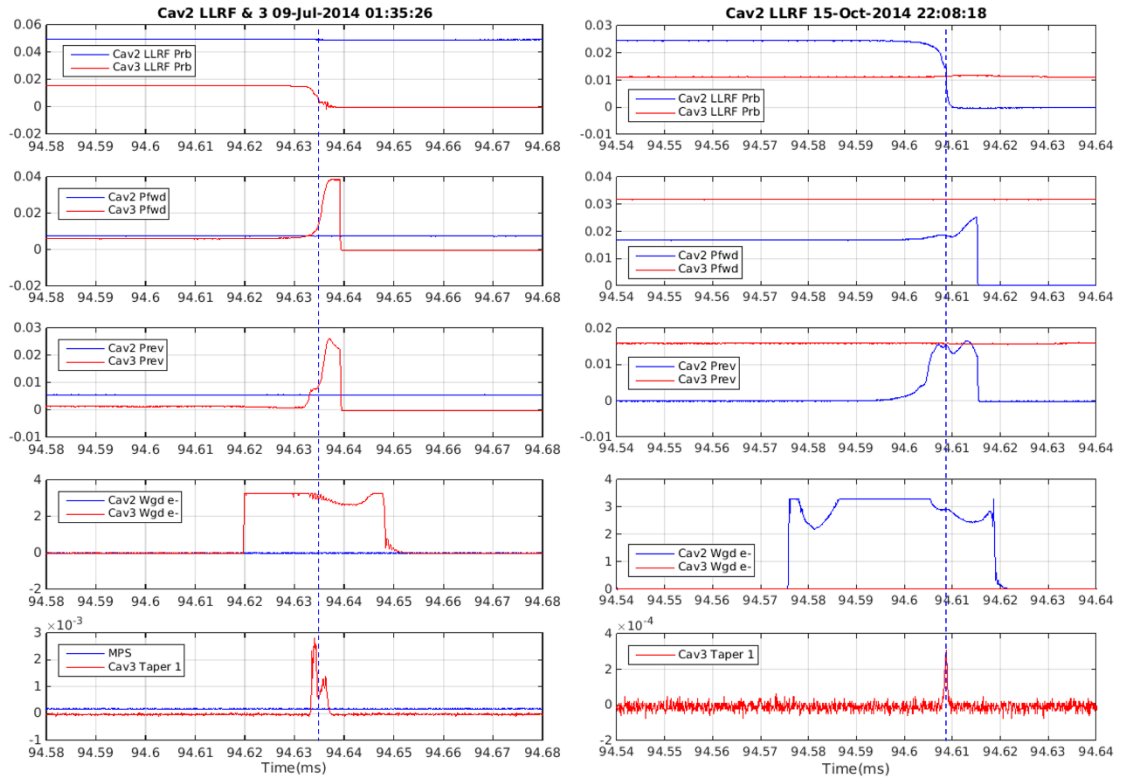 Cav2 LLRF & 3 09-Jul-2014 01:35:26
0.06
0.04
0.02
0
-0.02
Cav2 LLRF Prb
Cav3 LLRF Prb
94.58 94.59 94.6 94.61 94.62 94.63 94.64 94.65 94.66 94.67 94.68
0.04
0.02
0
-0.02
Cav2 Pfwd
Cav3 Pfwd
94.58 94.59 94.6 94.61 94.62 94.63 94.64 94.65 94.66 94.67 94.68
0.03
0.02
0.01
0
-0.01
Cav2 Prev
Cav3 Prev
94.58 94.59 94.6 94.61 94.62 94.63 94.64 94.65 94.66 94.67 94.68
4
2
0
-2
Cav2 Wgd e-
Cav3 Wgd e-
94.58 94.59 94.6 94.61 94.62 94.63 94.64 94.65 94.66 94.67 94.68
×10-3
3
2
1
0
-1
MPS
Cav3 Taper 1
94.58 94.59 94.6 94.61 94.62 94.63 94.64 94.65 94.66 94.67 94.68
Time(ms)
Cav2 LLRF 15-Oct-2014 22:08:18
0.03
0.02
0.01
0
-0.01
Cav2 LLRF Prb
Cav3 LLRF Prb
94.54 94.55 94.56 94.57 94.58 94.59 94.6 94.61 94.62 94.63 94.64
0.04
0.03
0.02
0.01
0
Cav2 Pfwd
Cav3 Pfwd
94.54 94.55 94.56 94.57 94.58 94.59 94.6 94.61 94.62 94.63 94.64
0.02
0.01
0
-0.01
Cav2 Prev
Cav3 Prev
94.54 94.55 94.56 94.57 94.58 94.59 94.6 94.61 94.62 94.63 94.64
4
3
2
1
0
Cav2 Wgd e-
Cav3 Wgd e-
94.54 94.55 94.56 94.57 94.58 94.59 94.6 94.61 94.62 94.63 94.64
×10-4
4
2
0
-2
Cav3 Taper 1
94.54 94.55 94.56 94.57 94.58 94.59 94.6 94.61 94.62 94.63 94.64
Time(ms)